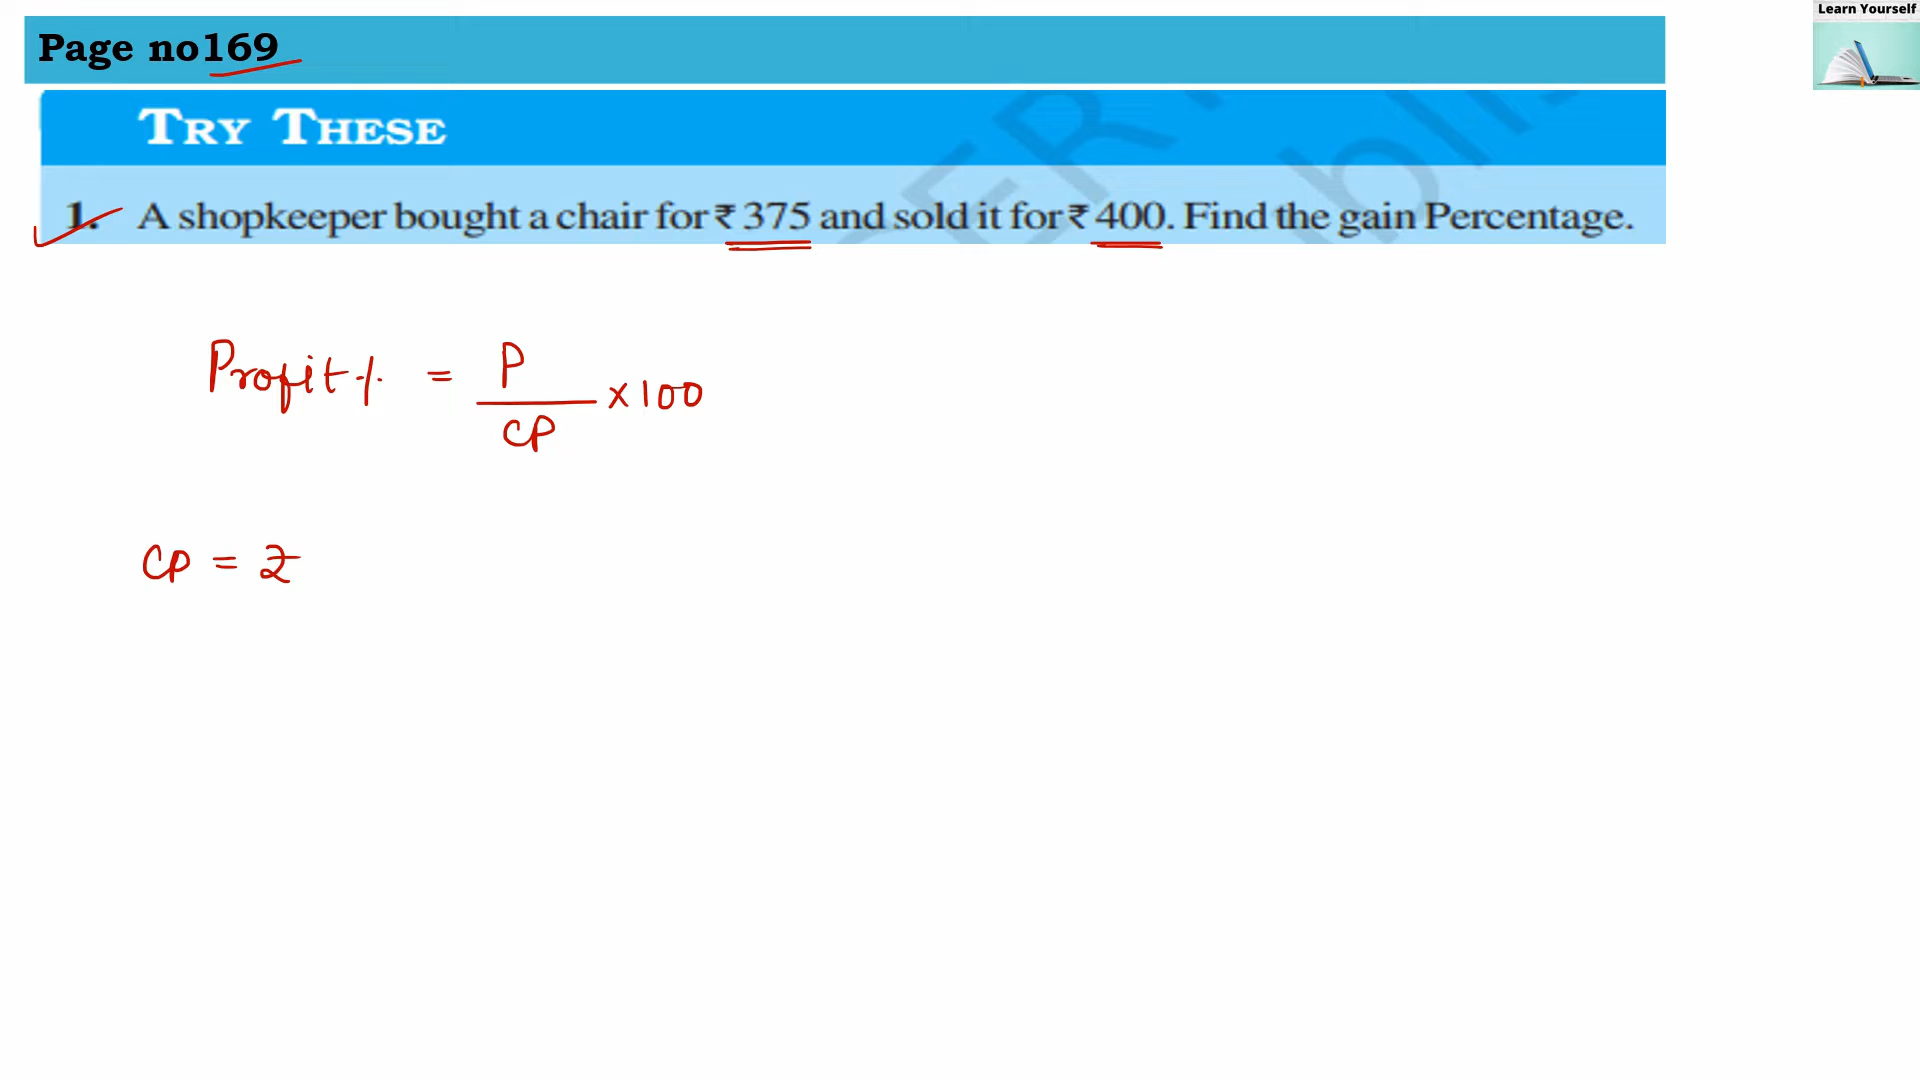 Learn Yourself
Page no169
TRY THESE
1. A shopkeeper bought a chair for ₹ 375 and sold it for ₹ 400. Find the gain Percentage.
Profit% = P/CP × 100
CP = ₹